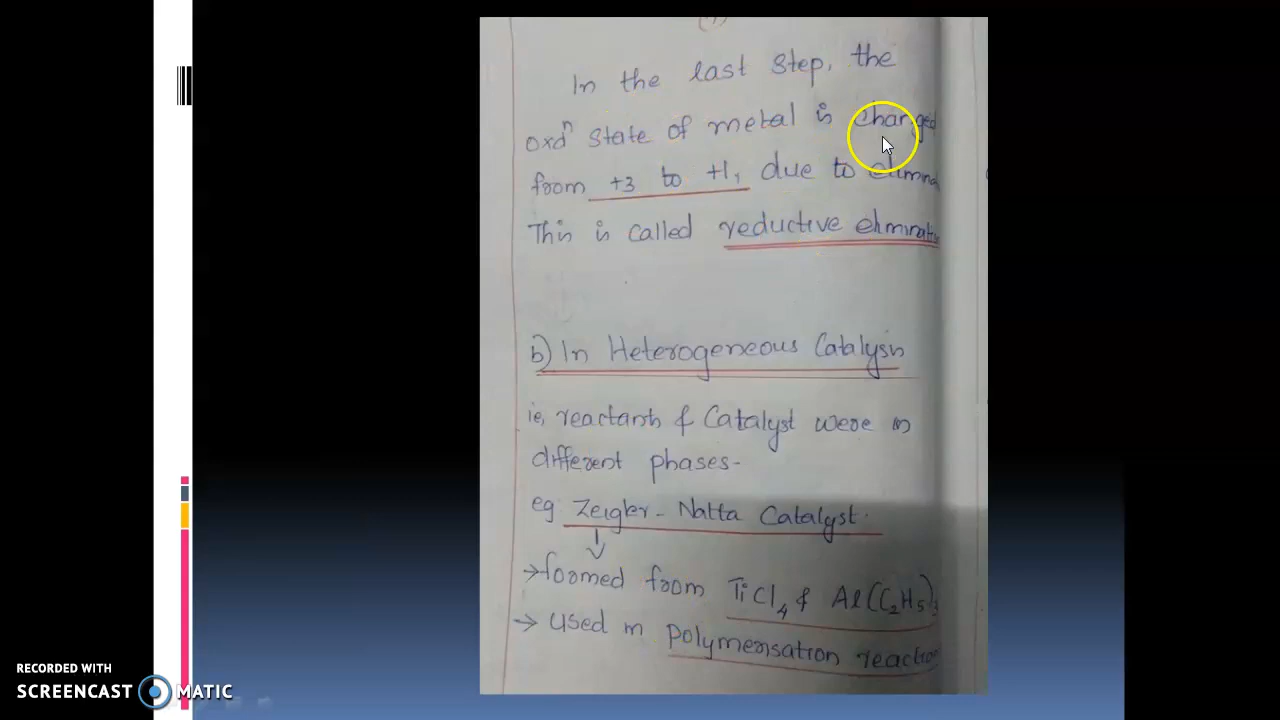 In the last step, the
oxdⁿ state of metal is changed
from +3 to +1, due to
This is called reductive
b) In Heterogeneous Catalysis
ie, reactants & Catalyst were in
different phases-
eg Zeigler-Natta Catalyst.
→ formed from TiCl₄ & Al(C₂H₅)₃
→ used in polymerisation
RECORDED WITH
SCREENCAST MATIC